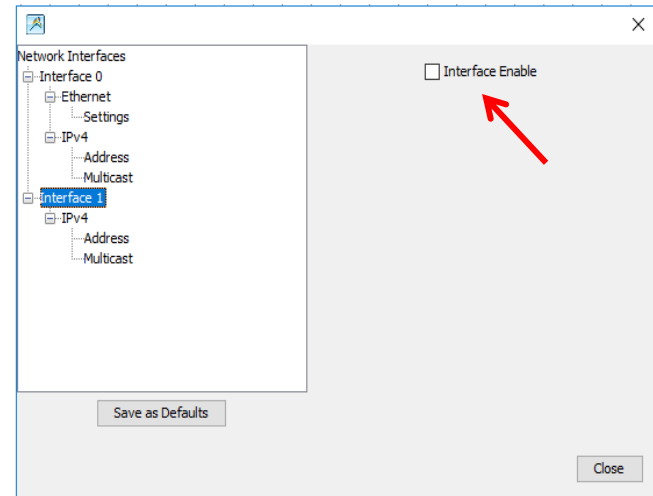 Network Interfaces
Interface 0
Ethernet
Settings
IPv4
Address
Multicast
Interface 1
IPv4
Address
Multicast
Interface Enable
Save as Defaults
Close